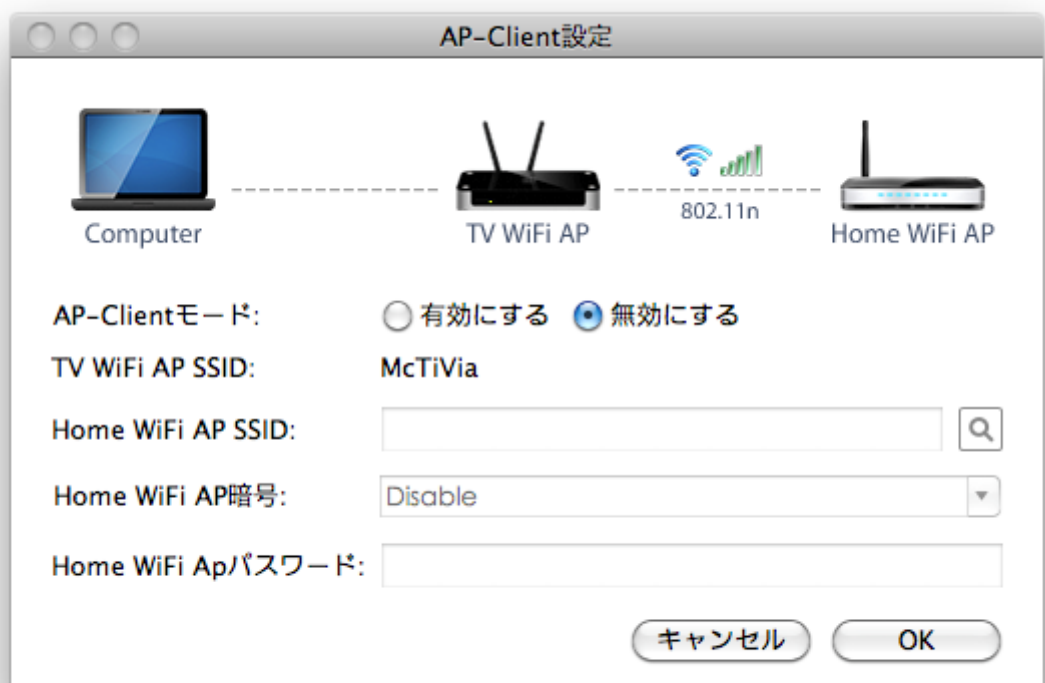 AP-Client設定
802.11n
Computer
TV WiFi AP
Home WiFi AP
AP-Clientモード: 有効にする 無効にする
TV WiFi AP SSID: McTiVia
Home WiFi AP SSID:
Home WiFi AP暗号: Disable
Home WiFi Apパスワード:
キャンセル OK